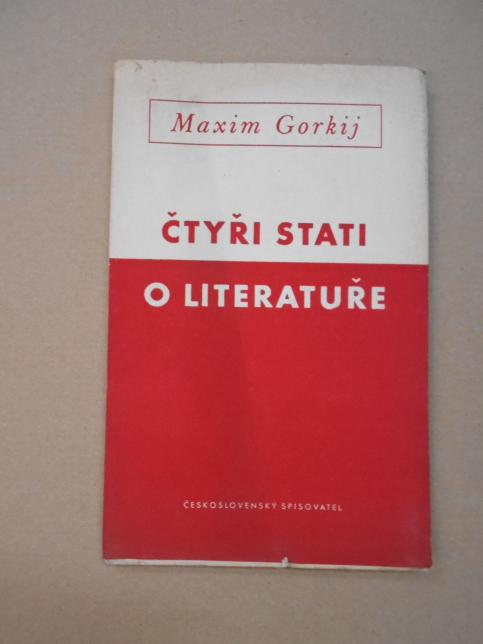 Maxim Gorkij
ČTYŘI STATI
O LITERATUŘE
ČESKOSLOVENSKÝ SPISOVATEL